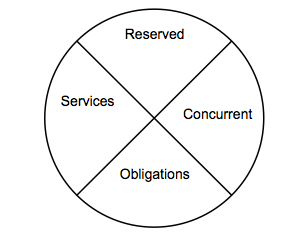 Reserved
Services
Concurrent
Obligations